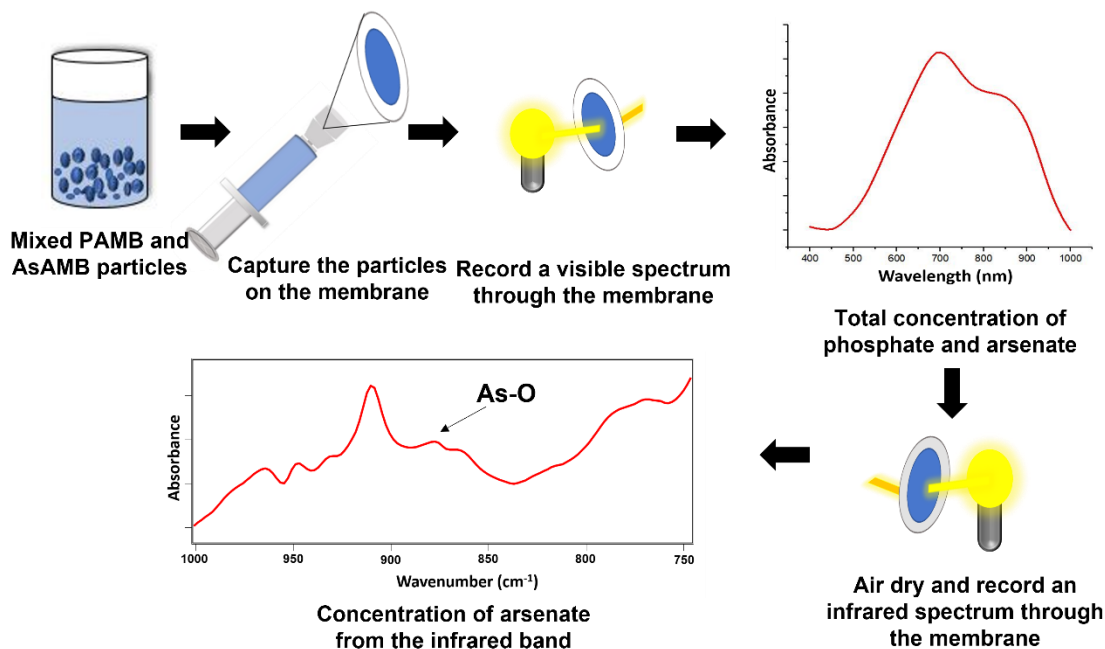 Mixed PAMB and
AsAMB particles
Capture the particles
on the membrane
Record a visible spectrum
through the membrane
Absorbance
400 500 600 700 800 900 1000
Wavelength (nm)
Total concentration of
phosphate and arsenate
Air dry and record an
infrared spectrum through
the membrane
As-O
Absorbance
1000 950 900 850 800 750
Wavenumber (cm⁻¹)
Concentration of arsenate
from the infrared band